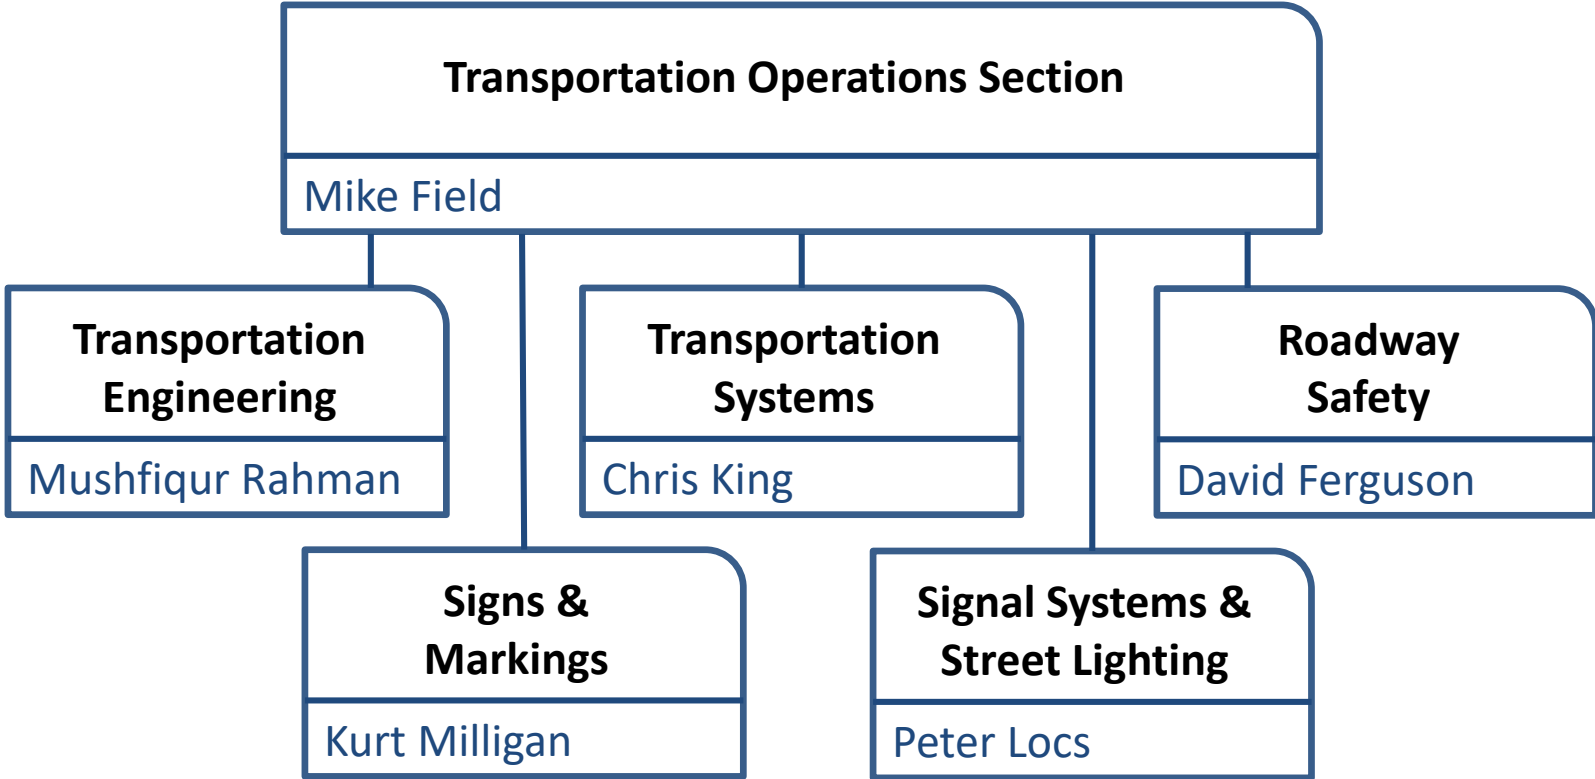 Transportation Operations Section
Mike Field
Transportation
Engineering
Mushfiqur Rahman
Transportation
Systems
Chris King
Roadway
Safety
David Ferguson
Signs &
Markings
Kurt Milligan
Signal Systems &
Street Lighting
Peter Locs